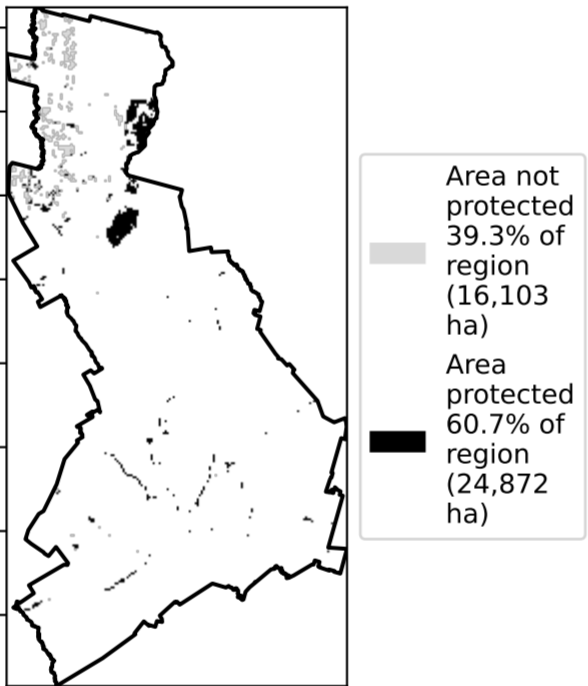 Area not
protected
39.3% of
region
(16,103
ha)
Area
protected
60.7% of
region
(24,872
ha)